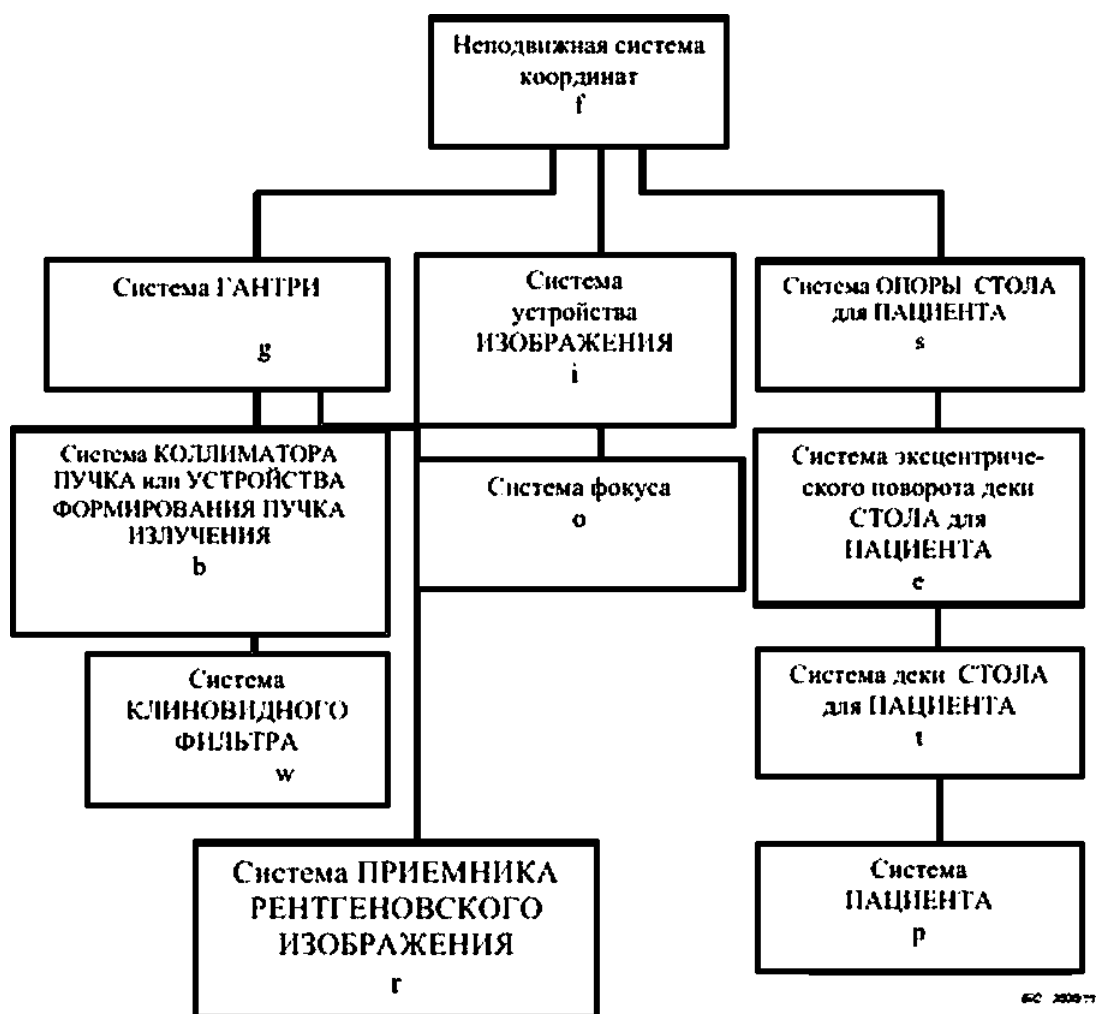 Неподвижная система
координат
f
Система ГАНТРИ
g
Система
устройства
ИЗОБРАЖЕНИЯ
i
Система ОПОРЫ СТОЛА
для ПАЦИЕНТА
s
Система КОЛЛИМАТОРА
ПУЧКА или УСТРОЙСТВА
ФОРМИРОВАНИЯ ПУЧКА
ИЗЛУЧЕНИЯ
b
Система фокуса
o
Система эксцентриче-
ского поворота деки
СТОЛА для
ПАЦИЕНТА
e
Система
КЛИНОВИДНОГО
ФИЛЬТРА
w
Система деки СТОЛА
для ПАЦИЕНТА
t
Система ПРИЕМНИКА
РЕНТГЕНОВСКОГО
ИЗОБРАЖЕНИЯ
r
Система
ПАЦИЕНТА
p